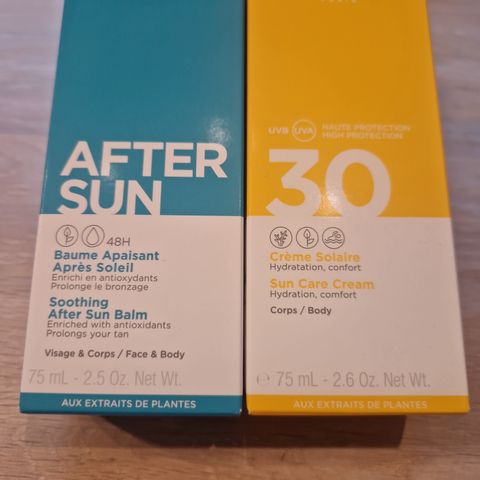 AFTER
SUN
48H
Baume Apaisant
Après Soleil
Enrichi en antioxydants
Prolonge le bronzage
Soothing
After Sun Balm
Enriched with antioxidants
Prolongs your tan
Visage & Corps / Face & Body
75 mL - 2.5 Oz. Net Wt.
AUX EXTRAITS DE PLANTES
UVB UVA HAUTE PROTECTION
HIGH PROTECTION
30
Crème Solaire
Hydratation, confort
Sun Care Cream
Hydration, comfort
Corps / Body
℮ 75 mL - 2.6 Oz. Net Wt.
AUX EXTRAITS DE PLANTES